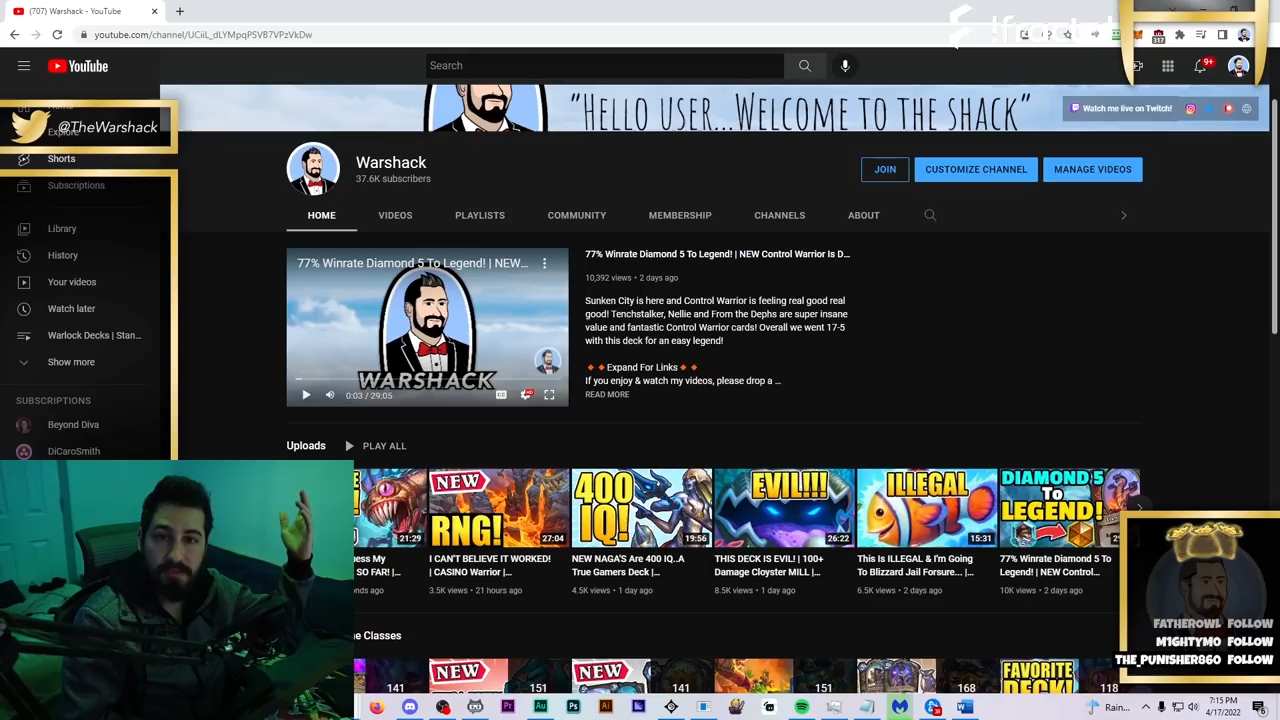 (707) Warshack - YouTube
youtube.com/channel/UCiiL_dLYMpqPSVB7VPzVkDw
317
YouTube
Search
9+
"HELLO USER...WELCOME TO THE SHACK"
Watch me live on Twitch!
@TheWarshack
Home
Explore
Shorts
Subscriptions
Library
History
Your videos
Watch later
Warlock Decks | Stan...
Show more
SUBSCRIPTIONS
Beyond Diva
DiCaroSmith
Warshack
37.6K subscribers
JOIN
CUSTOMIZE CHANNEL
MANAGE VIDEOS
HOME
VIDEOS
PLAYLISTS
COMMUNITY
MEMBERSHIP
CHANNELS
ABOUT
77% Winrate Diamond 5 To Legend! | NEW...
WARSHACK
0:03 / 29:05
77% Winrate Diamond 5 To Legend! | NEW Control Warrior Is D...
10,392 views • 2 days ago
Sunken City is here and Control Warrior is feeling real good real
good! Tenchstalker, Nellie and From the Dephs are super insane
value and fantastic Control Warrior cards! Overall we went 17-5
with this deck for an easy legend!
Expand For Links
If you enjoy & watch my videos, please drop a ...
READ MORE
Uploads
PLAY ALL
21:29
SO FAR! |...
NEW
RNG!
27:04
I CAN'T BELIEVE IT WORKED!
| CASINO Warrior |...
3.5K views • 21 hours ago
400
IQ!
19:56
NEW NAGA'S Are 400 IQ..A
True Gamers Deck |...
4.5K views • 1 day ago
EVIL!!!
26:22
THIS DECK IS EVIL! | 100+
Damage Cloyster MILL |...
8.5K views • 1 day ago
ILLEGAL
15:31
This is ILLEGAL & I'm Going
To Blizzard Jail Forsure... |...
6.5K views • 2 days ago
DIAMOND 5
To
LEGEND!
77% Winrate Diamond 5 To
Legend! | NEW Control...
10K views • 2 days ago
Classes
141
NEW
151
NEW
141
151
168
FAVORITE
DECK!
118
FATHEROWL FOLLOW
M1GHTYM0 FOLLOW
THE_PUNISHER860 FOLLOW
Rain...
7:15 PM
4/17/2022